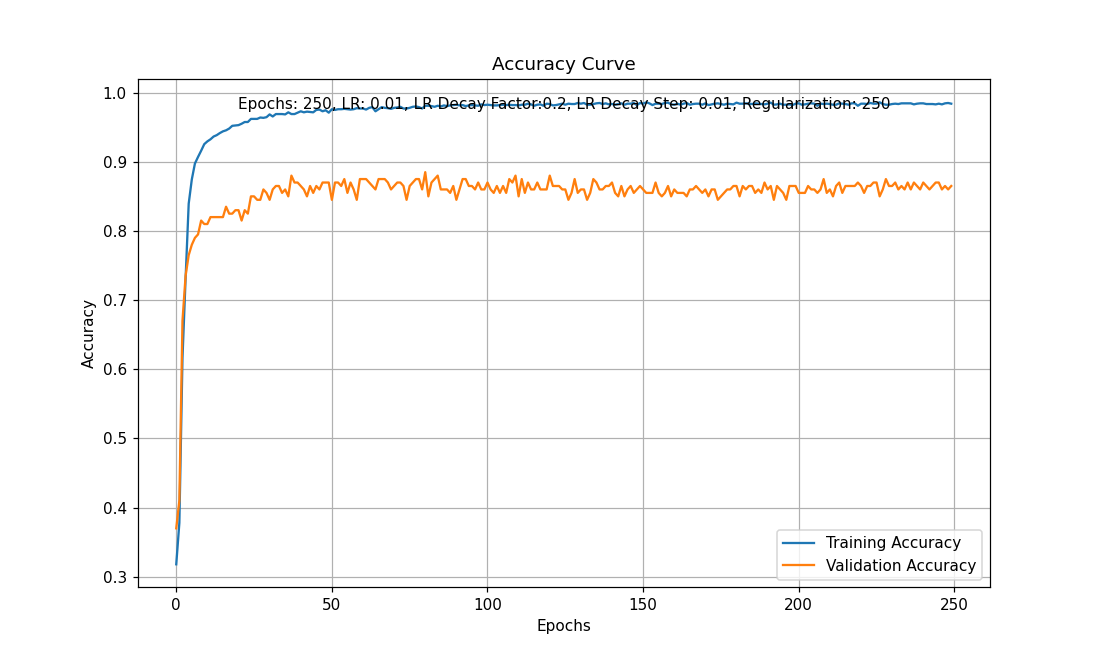 Accuracy Curve
1.0
Epochs: 250, LR: 0.01, LR Decay Factor:0.2, LR Decay Step: 0.01, Regularization: 250
0.9
0.8
0.7
0.6
0.5
0.4
0.3
Accuracy
Training Accuracy
Validation Accuracy
0 50 100 150 200 250
Epochs